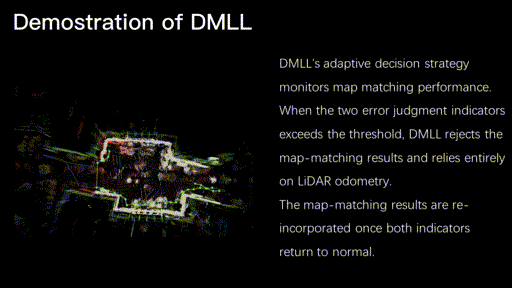 Demostration of DMLL
DMLL's adaptive decision strategy
monitors map matching performance.
When the two error judgment indicators
exceeds the threshold, DMLL rejects the
map-matching results and relies entirely
on LiDAR odometry.
The map-matching results are re-
incorporated once both indicators
return to normal.